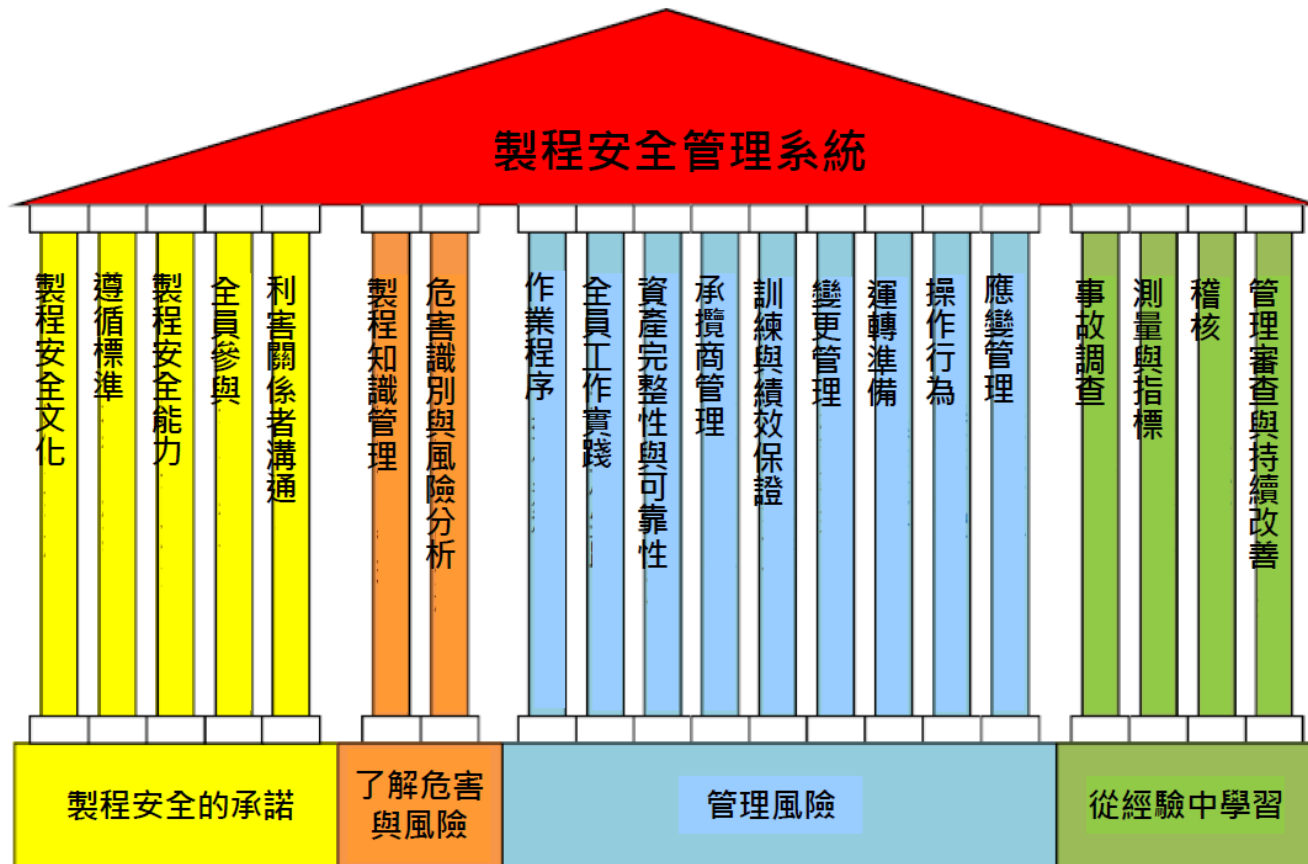 製程安全管理系統
製程安全文化
遵循標準
製程安全能力
全員參與
利害關係者溝通
製程知識管理
危害識別與風險分析
作業程序
全員工作實踐
資產完整性與可靠性
承攬商管理
訓練與績效保證
變更管理
運轉準備
操作行為
應變管理
事故調查
測量與指標
稽核
管理審查與持續改善
製程安全的承諾
了解危害
與風險
管理風險
從經驗中學習